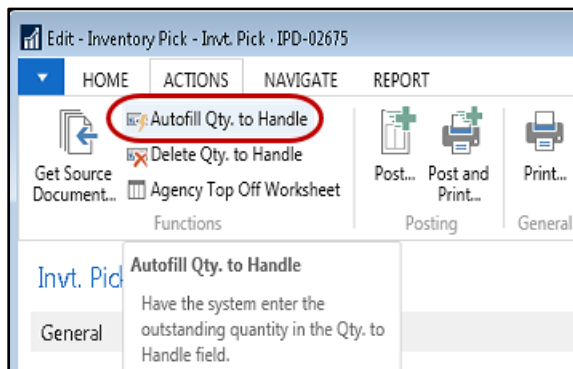 Edit - Inventory Pick - Invt. Pick · IPD-02675
HOME ACTIONS NAVIGATE REPORT
Autofill Qty. to Handle
Delete Qty. to Handle
Agency Top Off Worksheet
Get Source
Document...
Post... Post and
Print...
Print...
Functions Posting General
Invt. Pic
Autofill Qty. to Handle
Have the system enter the
outstanding quantity in the Qty. to
Handle field.
General